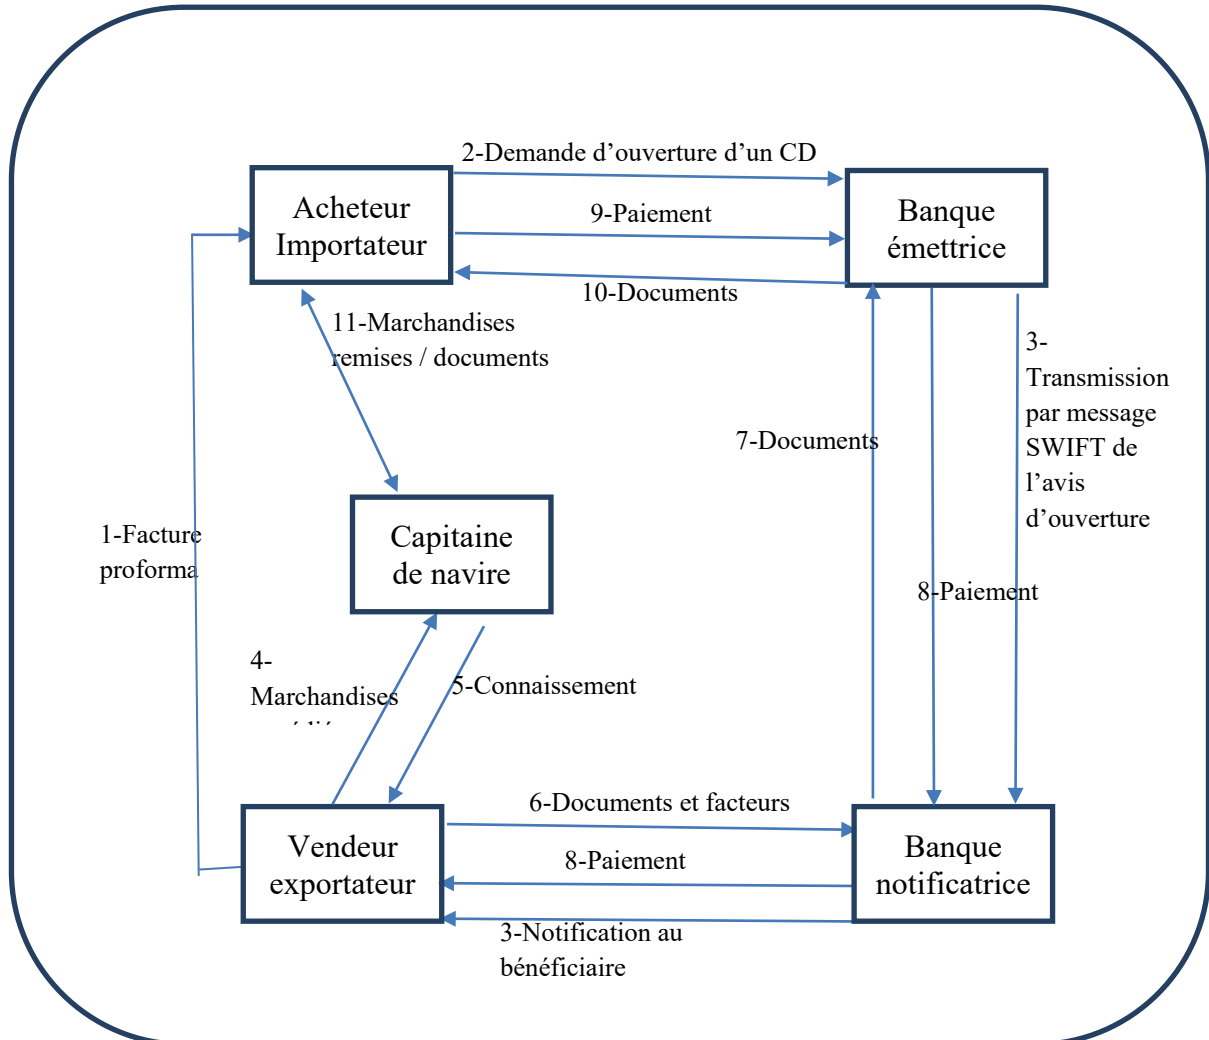 2-Demande d’ouverture d’un CD
Acheteur
Importateur
9-Paiement
Banque
émettrice
10-Documents
11-Marchandises
remises / documents
3-
Transmission
par message
SWIFT de
l’avis
d’ouverture
7-Documents
1-Facture
proforma
Capitaine
de navire
8-Paiement
4-
Marchandises
5-Connaissement
6-Documents et facteurs
Vendeur
exportateur
8-Paiement
Banque
notificatrice
3-Notification au
bénéficiaire